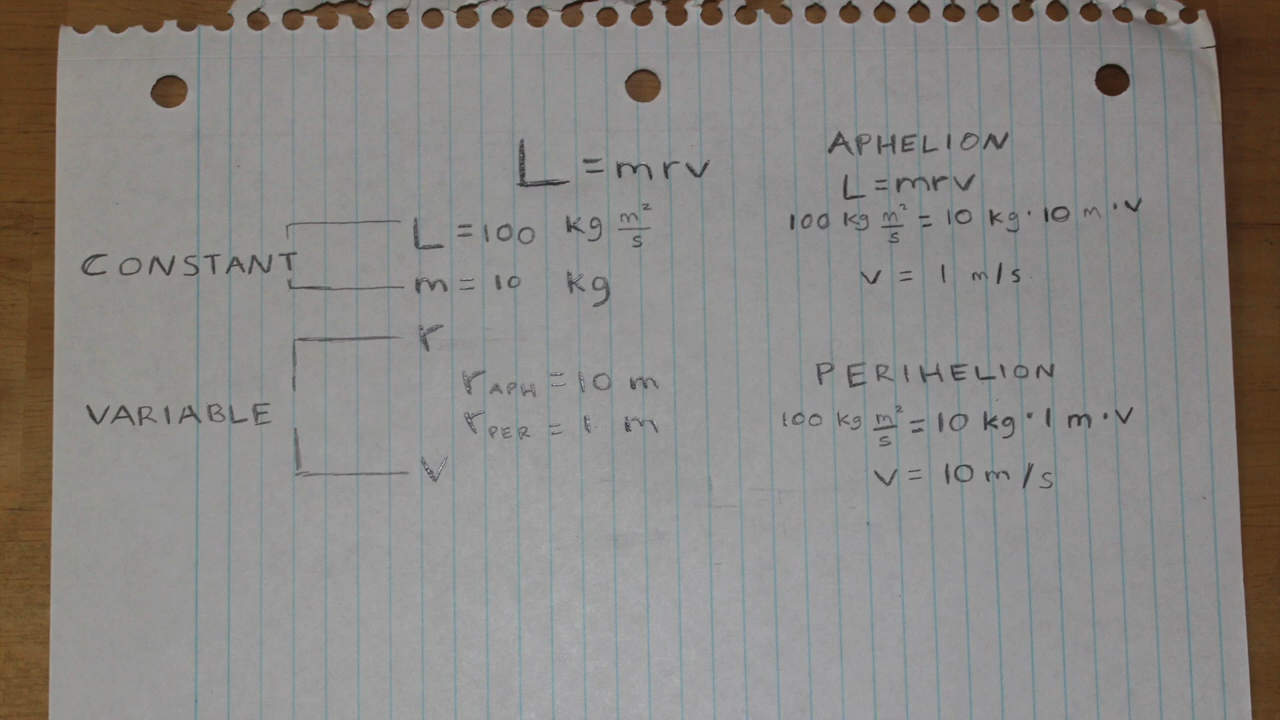 L = mrv
CONSTANT
L = 100 kg m²/s
m = 10 kg
VARIABLE
r
r_APH = 10 m
r_PER = 1 m
v
APHELION
L = mrv
100 kg m²/s = 10 kg · 10 m · v
v = 1 m/s
PERIHELION
100 kg m²/s = 10 kg · 1 m · v
v = 10 m/s